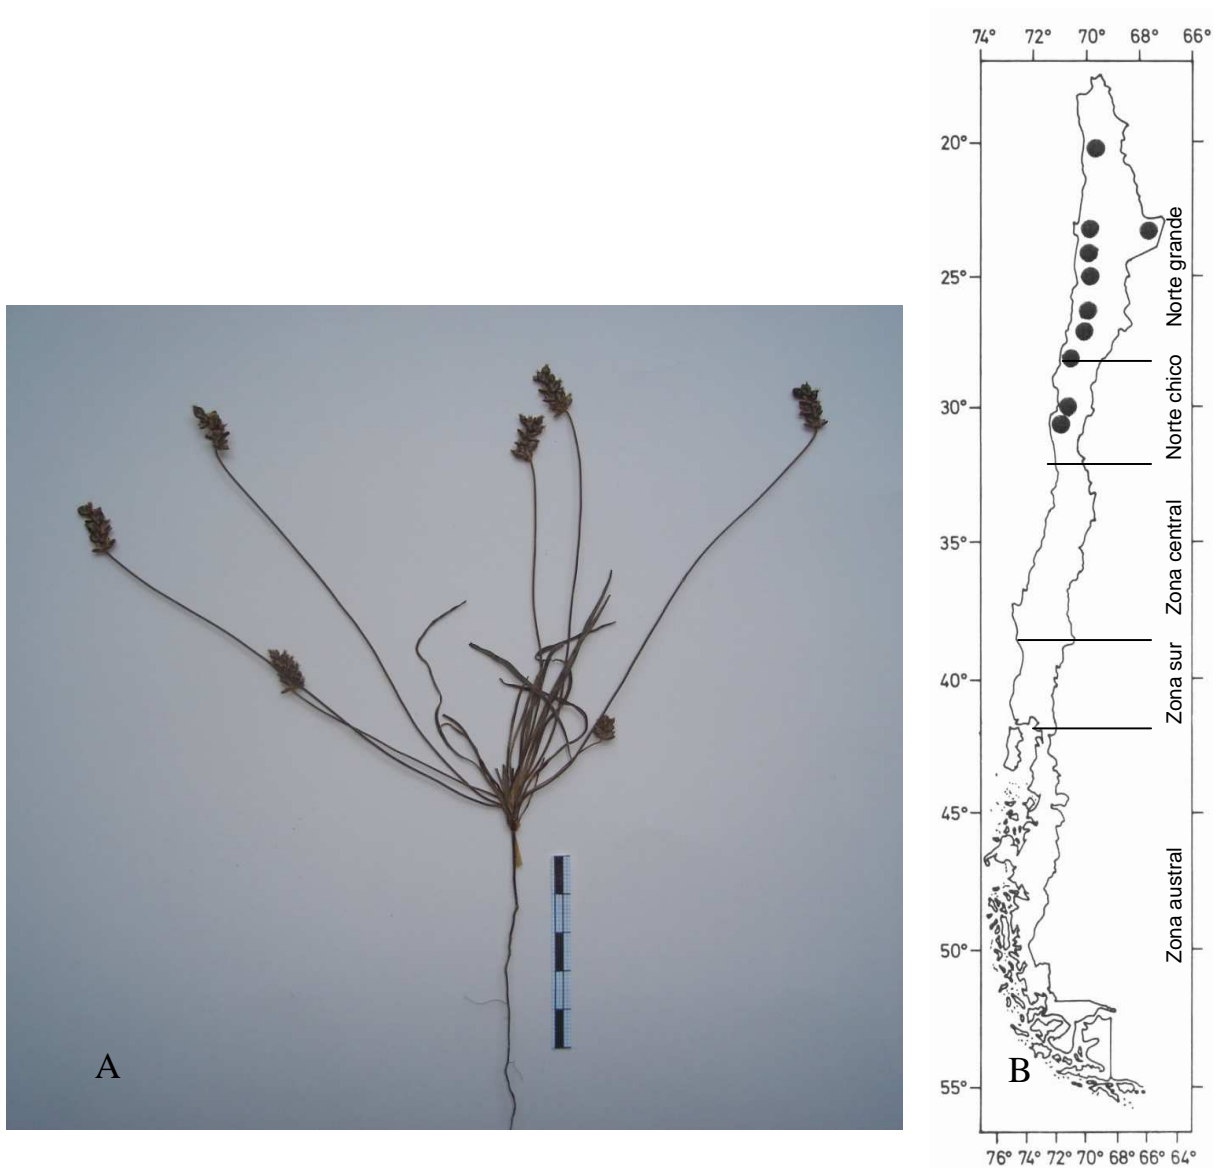 A
74° 72° 70° 68° 66°
20°
25°
30°
35°
40°
45°
50°
55°
Norte grande
Norte chico
Zona central
Zona sur
Zona austral
B
76° 74° 72° 70° 68° 66° 64°